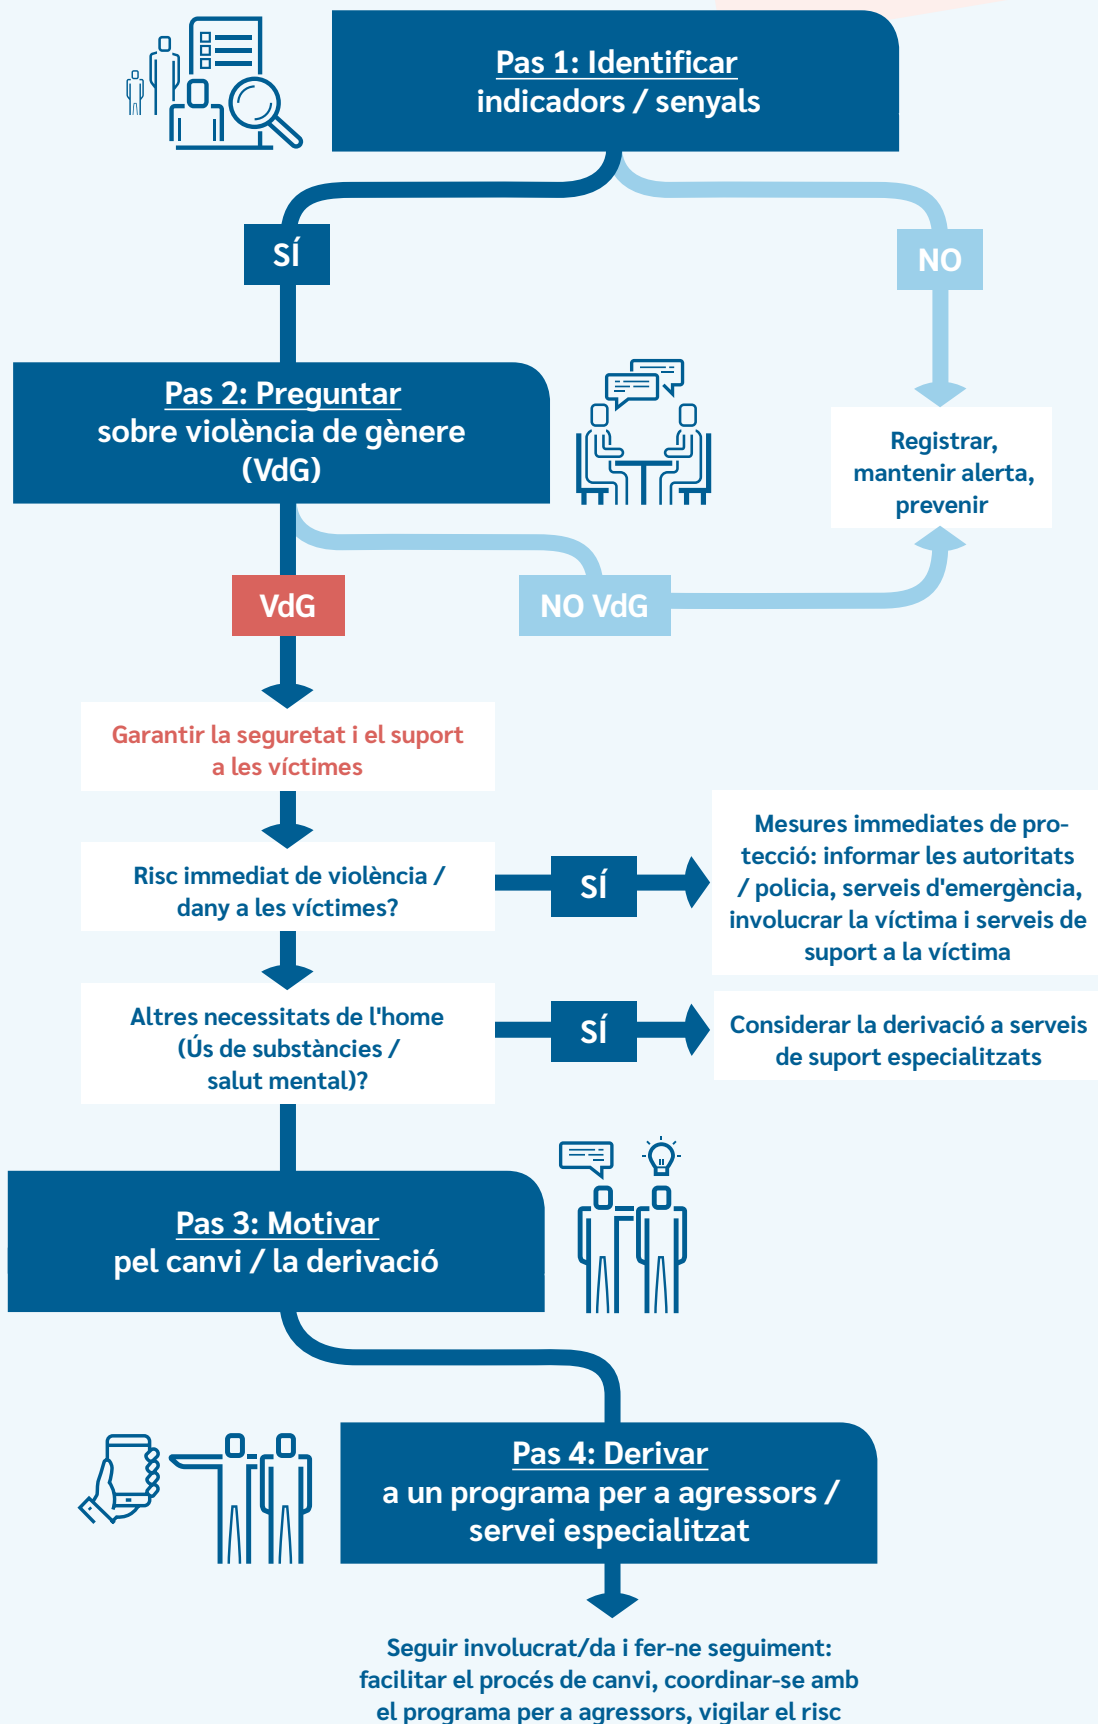 Pas 1: Identificar
indicadors / senyals
SÍ
NO
Pas 2: Preguntar
sobre violència de gènere
(VdG)
Registrar,
mantenir alerta,
prevenir
VdG
NO VdG
Garantir la seguretat i el suport
a les víctimes
Risc immediat de violència /
dany a les víctimes?
SÍ
Mesures immediates de pro-
tecció: informar les autoritats
/ policia, serveis d'emergència,
involucrar la víctima i serveis de
suport a la víctima
Altres necessitats de l'home
(Ús de substàncies /
salut mental)?
SÍ
Considerar la derivació a serveis
de suport especialitzats
Pas 3: Motivar
pel canvi / la derivació
Pas 4: Derivar
a un programa per a agressors /
servei especialitzat
Seguir involucrat/da i fer-ne seguiment:
facilitar el procés de canvi, coordinar-se amb
el programa per a agressors, vigilar el risc